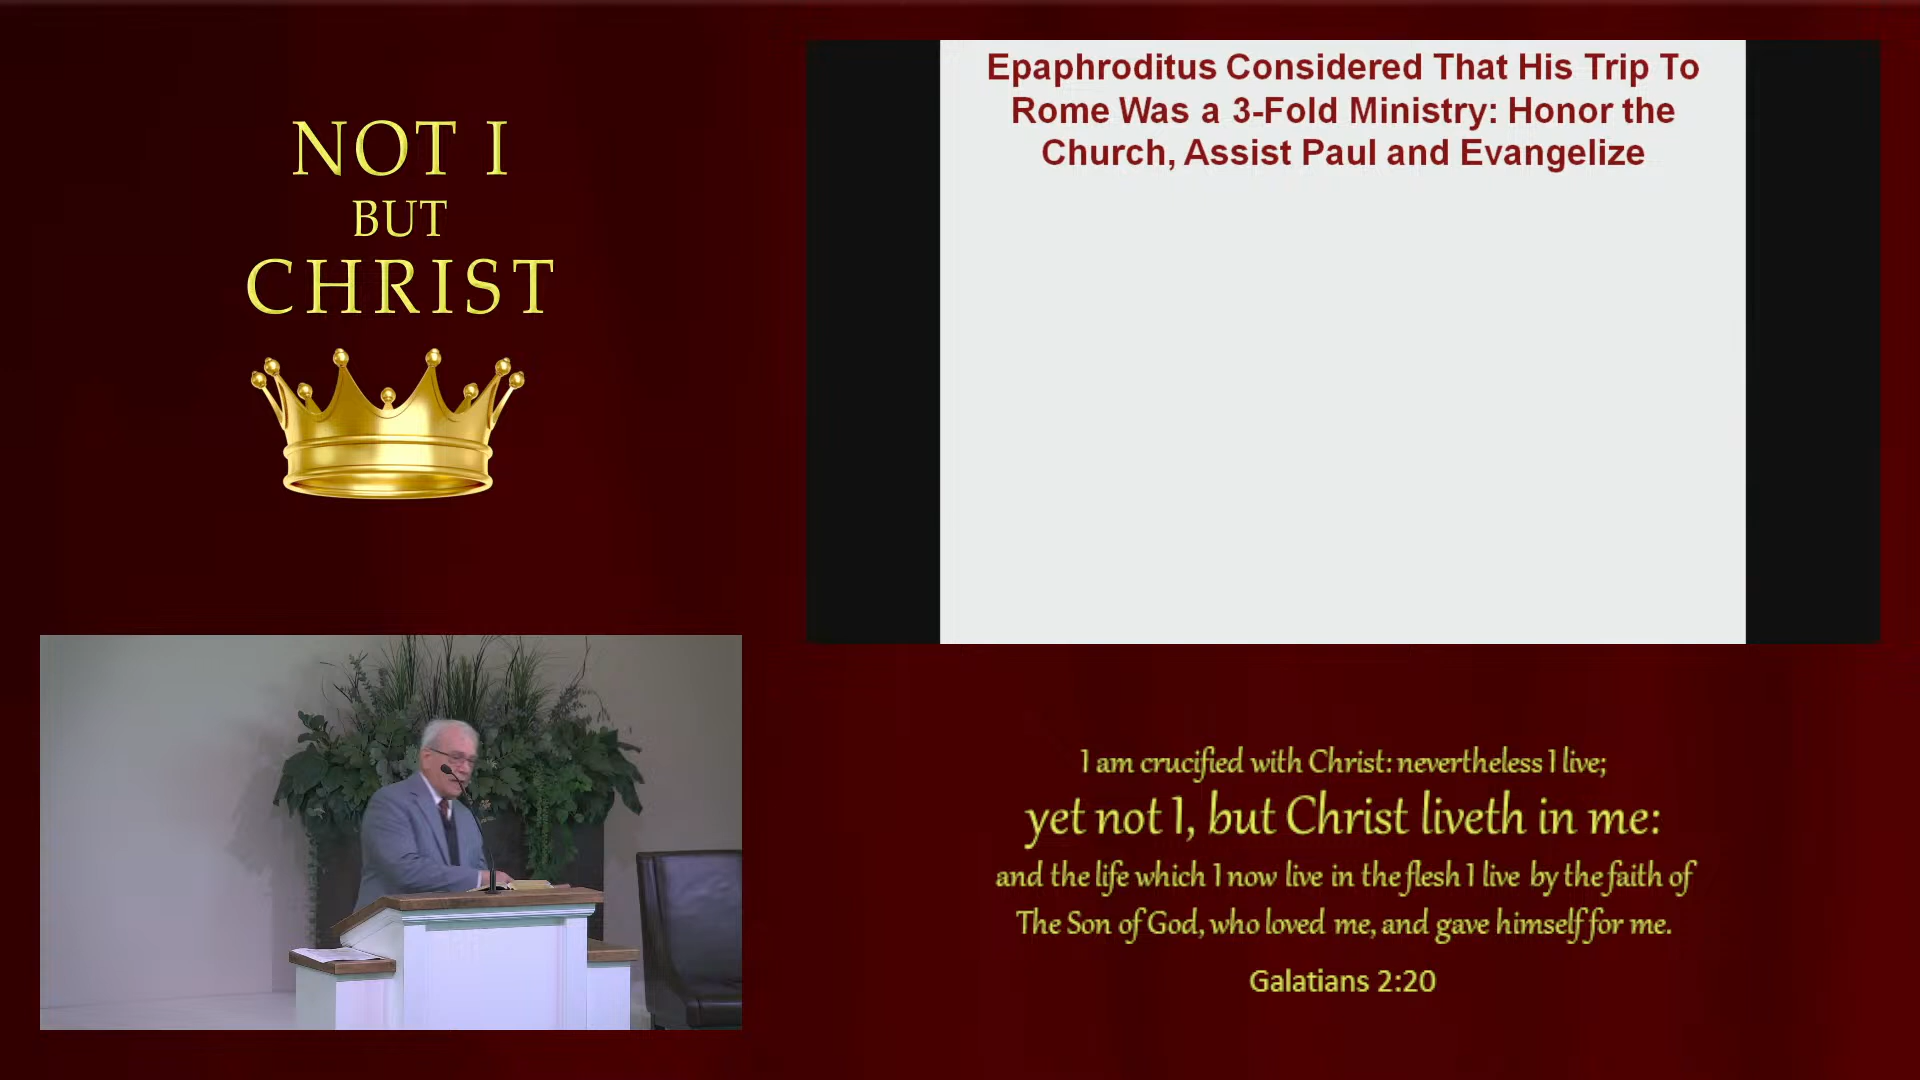 NOT I
BUT
CHRIST
Epaphroditus Considered That His Trip To
Rome Was a 3-Fold Ministry: Honor the
Church, Assist Paul and Evangelize
I am crucified with Christ: nevertheless I live;
yet not I, but Christ liveth in me:
and the life which I now live in the flesh I live by the faith of
The Son of God, who loved me, and gave himself for me.
Galatians 2:20